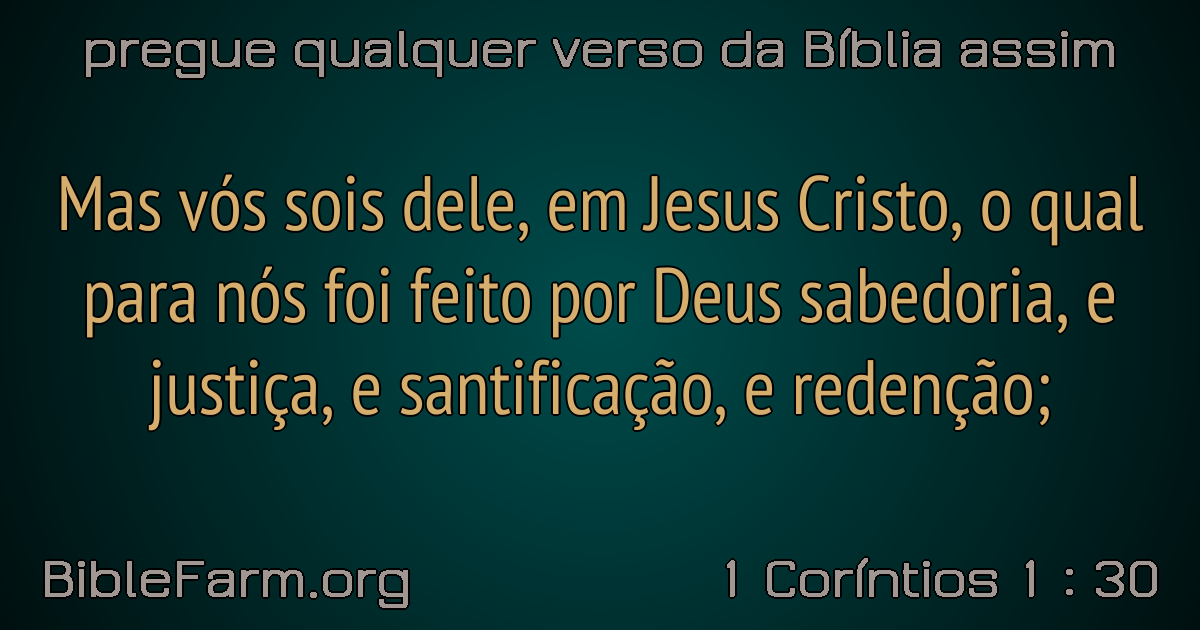 pregue qualquer verso da Bíblia assim
Mas vós sois dele, em Jesus Cristo, o qual
para nós foi feito por Deus sabedoria, e
justiça, e santificação, e redenção;
BibleFarm.org
1 Coríntios 1 : 30